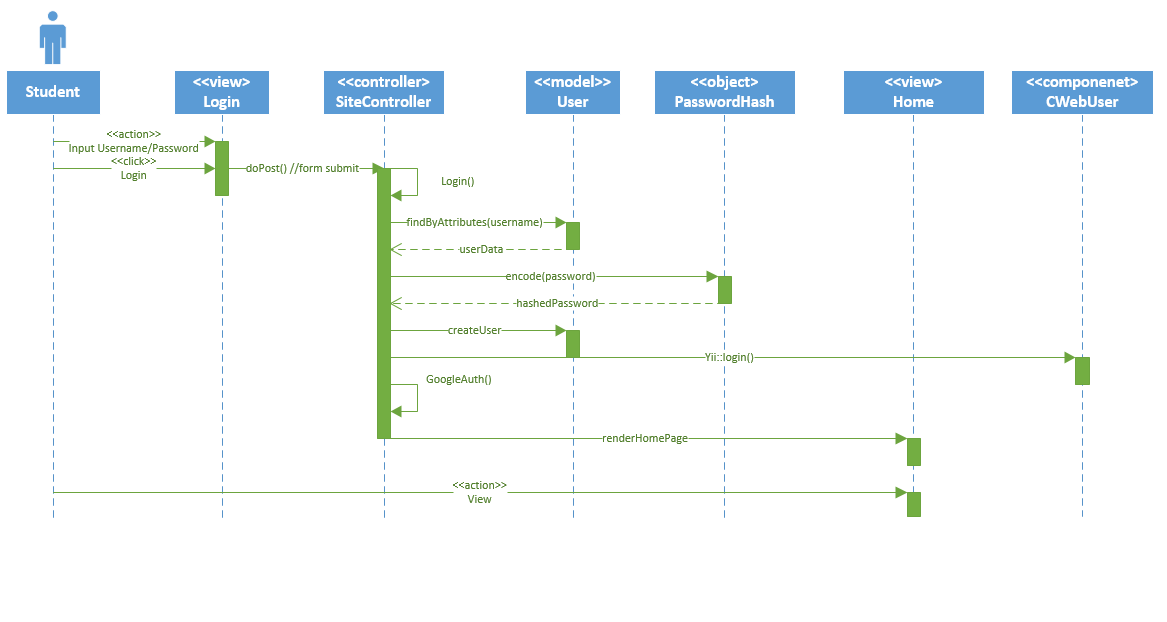 Student
<<view>>
Login
<<controller>
SiteController
<<model>>
User
<<object>
PasswordHash
<<view>
Home
<<componenet>
CWebUser
<<action>>
Input Username/Password
<<click>>
Login
doPost() //form submit
Login()
findByAttributes(username)
userData
encode(password)
hashedPassword
createUser
Yii::login()
GoogleAuth()
renderHomePage
<<action>>
View